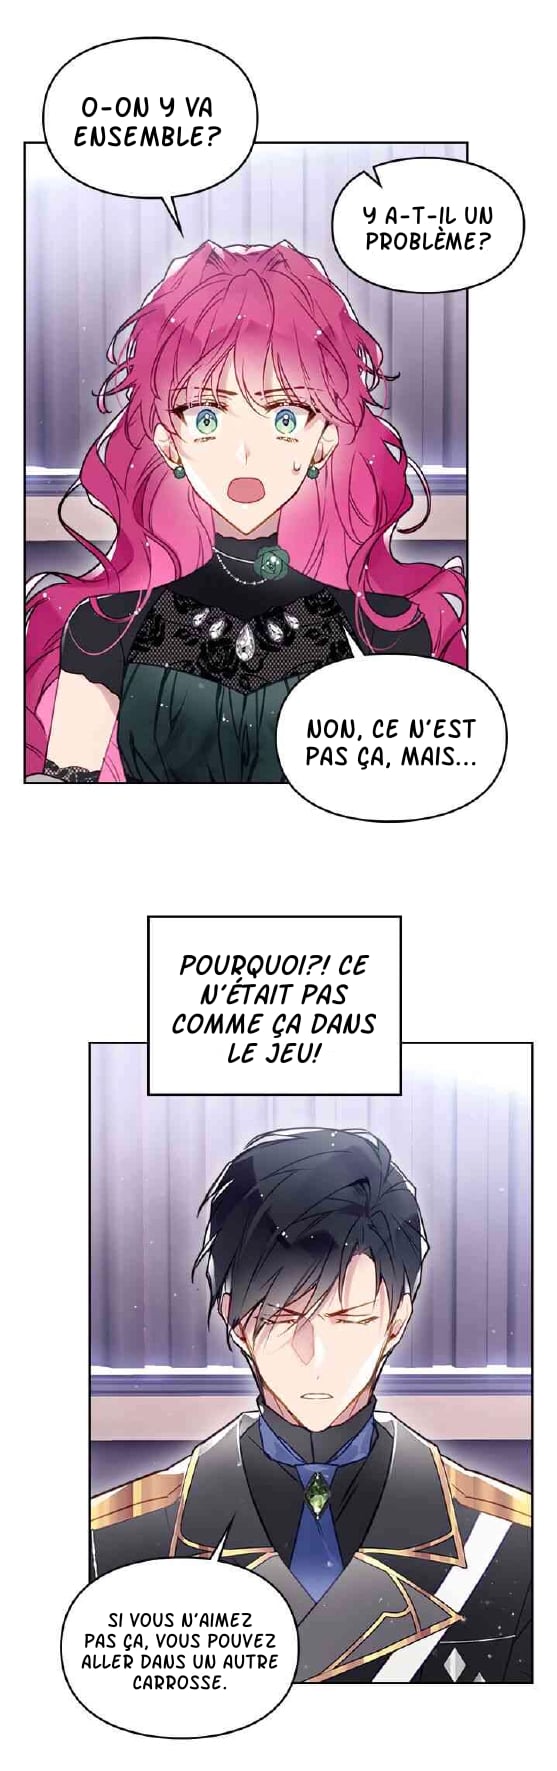 O-ON Y VA
ENSEMBLE?
Y A-T-IL UN
PROBLÈME?
NON, CE N'EST
PAS ÇA, MAIS...
POURQUOI?! CE
N'ÉTAIT PAS
COMME ÇA DANS
LE JEU!
SI VOUS N'AIMEZ
PAS ÇA, VOUS POUVEZ
ALLER DANS UN AUTRE
CARROSSE.